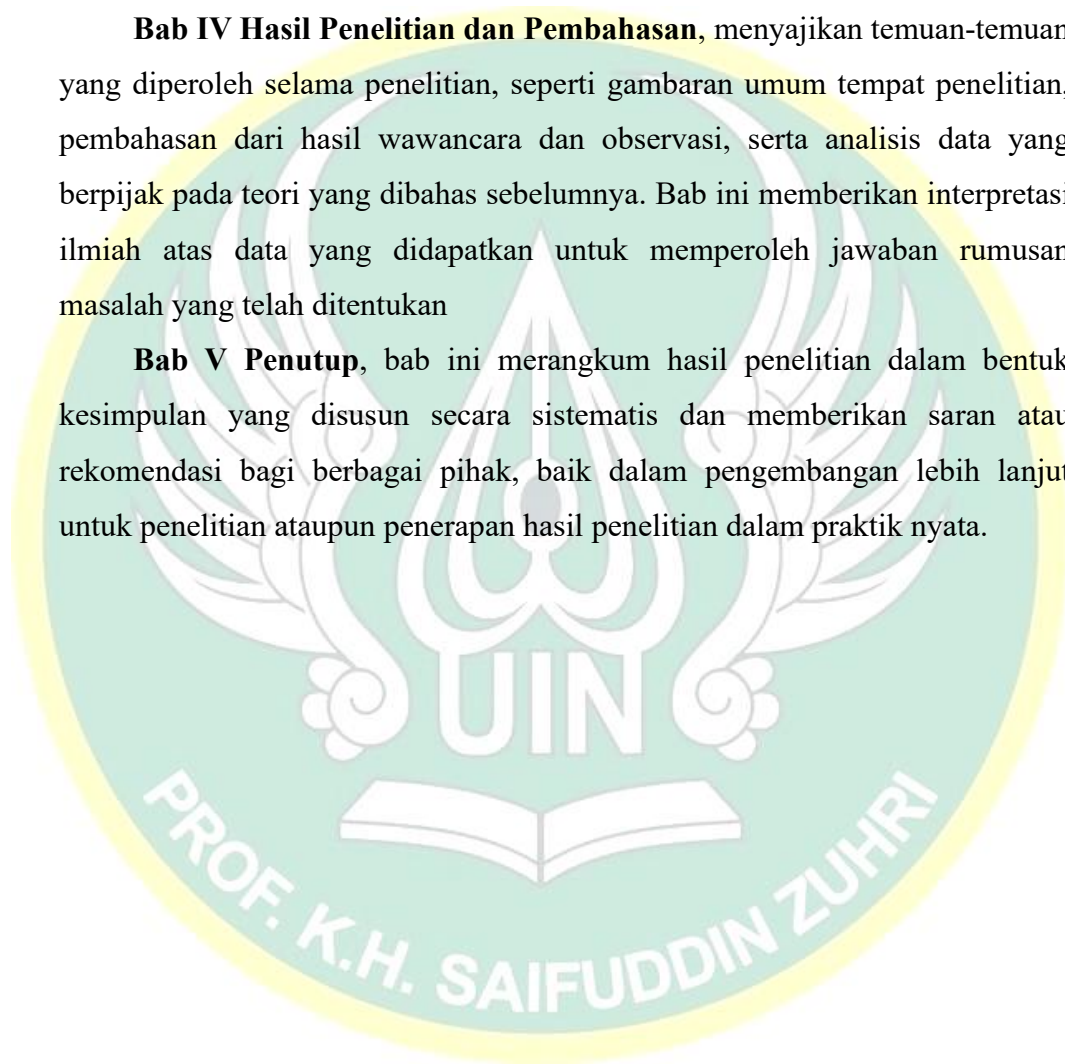 Bab IV Hasil Penelitian dan Pembahasan, menyajikan temuan-temuan
yang diperoleh selama penelitian, seperti gambaran umum tempat penelitian,
pembahasan dari hasil wawancara dan observasi, serta analisis data yang
berpijak pada teori yang dibahas sebelumnya. Bab ini memberikan interpretasi
ilmiah atas data yang didapatkan untuk memperoleh jawaban rumusan
masalah yang telah ditentukan
Bab V Penutup, bab ini merangkum hasil penelitian dalam bentuk
kesimpulan yang disusun secara sistematis dan memberikan saran atau
rekomendasi bagi berbagai pihak, baik dalam pengembangan lebih lanjut
untuk penelitian ataupun penerapan hasil penelitian dalam praktik nyata.
UIN
PROF. K.H. SAIFUDDIN ZUHRI